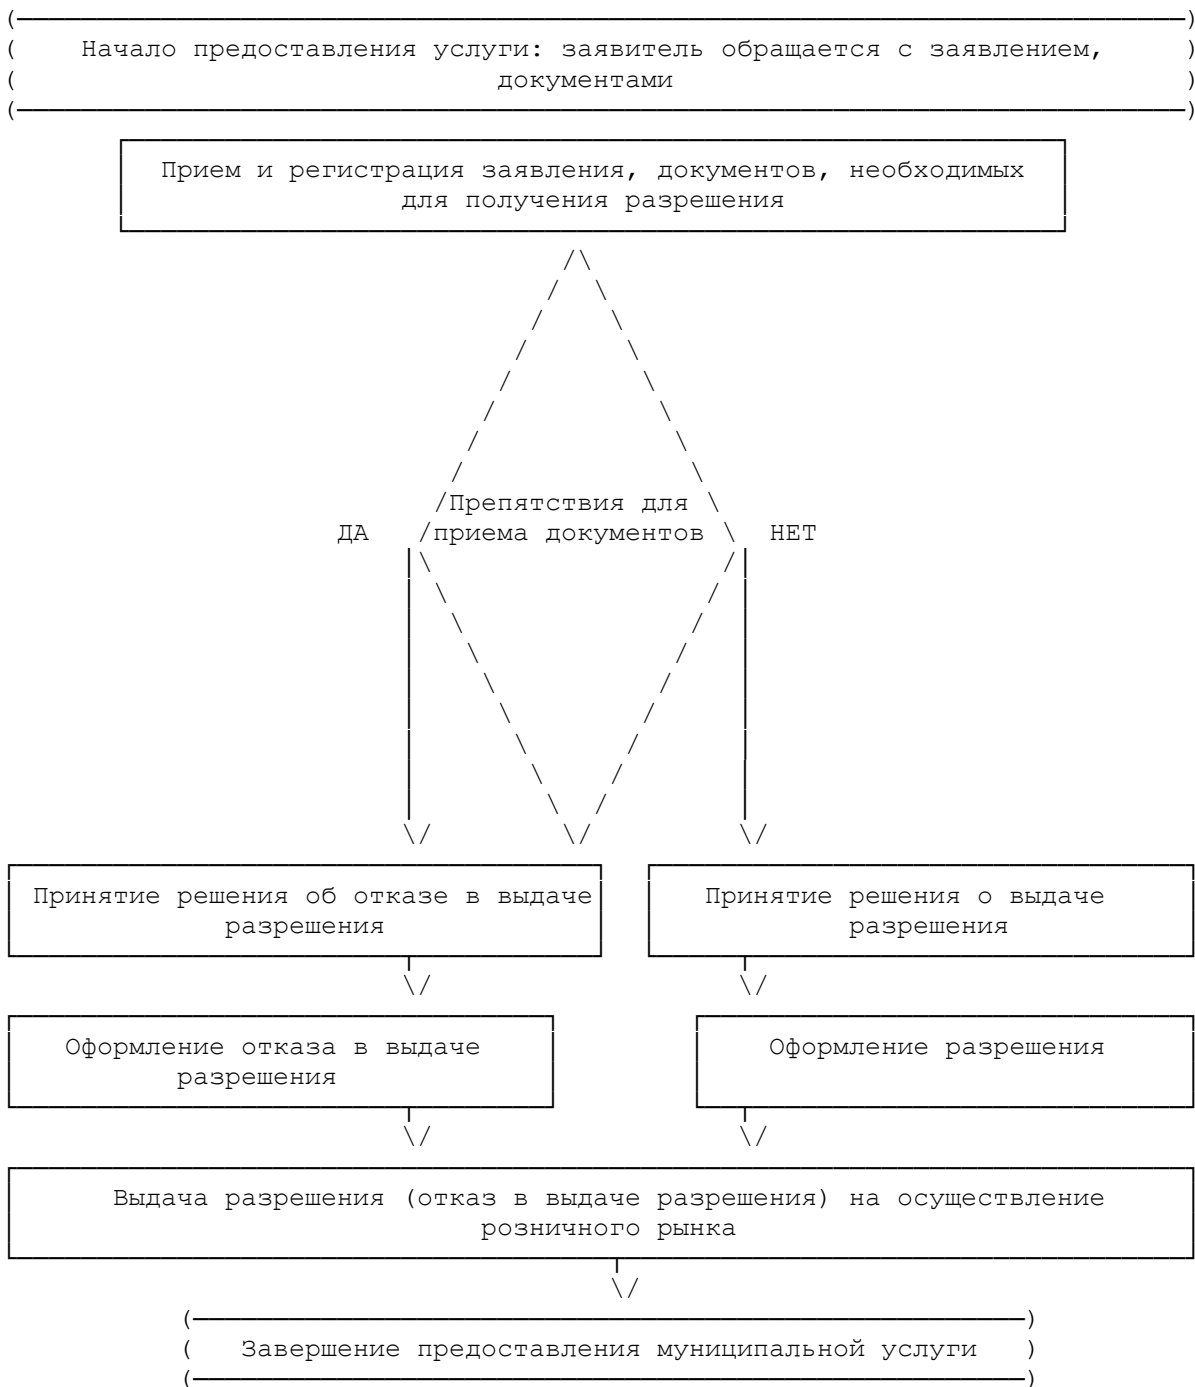 Начало предоставления услуги: заявитель обращается с заявлением,
документами
Прием и регистрация заявления, документов, необходимых
для получения разрешения
Препятствия для
ДА приема документов НЕТ
Принятие решения об отказе в выдаче
разрешения
Принятие решения о выдаче
разрешения
Оформление отказа в выдаче
разрешения
Оформление разрешения
Выдача разрешения (отказ в выдаче разрешения) на осуществление
розничного рынка
Завершение предоставления муниципальной услуги